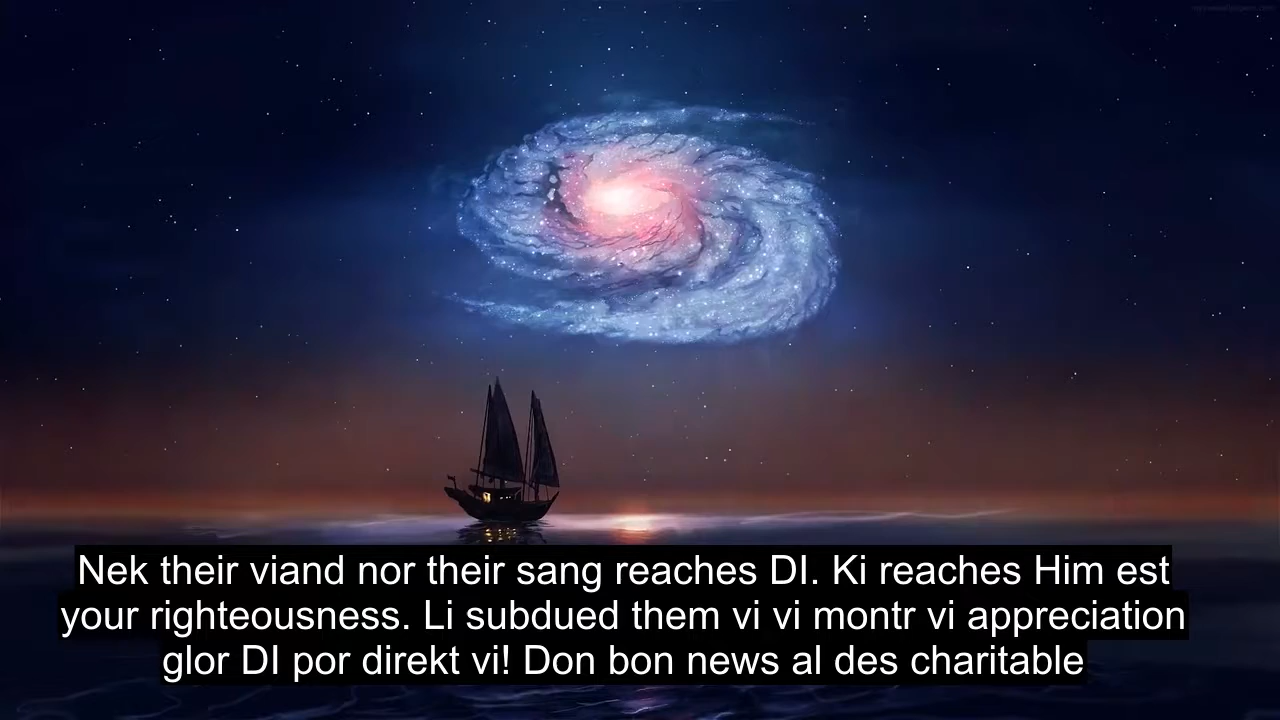 Nek their viand nor their sang reaches DI. Ki reaches Him est
your righteousness. Li subdued them vi vi montr vi appreciation
glor DI por direkt vi! Don bon news al des charitable